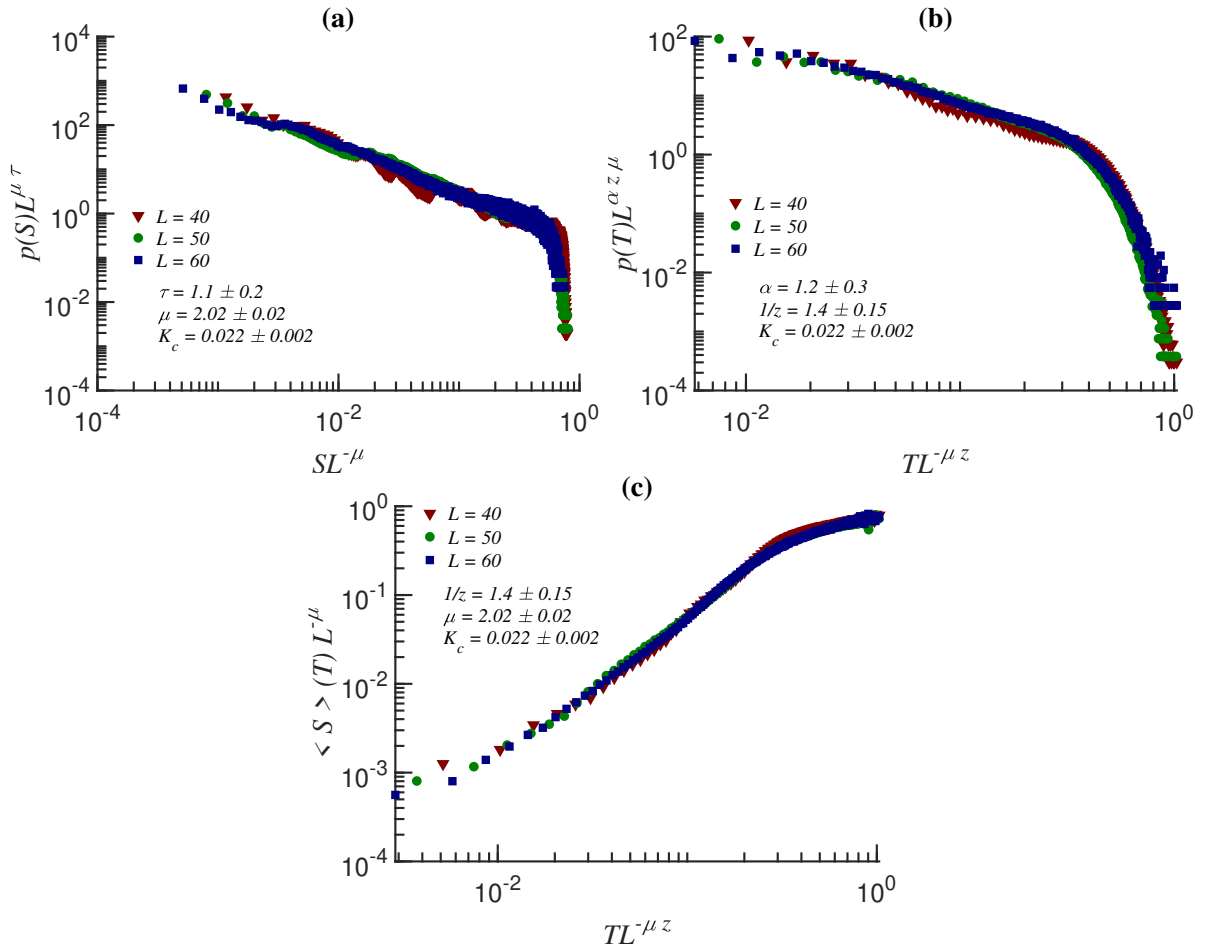 (a)
10^4
10^2
10^0
10^-2
10^-4
p(S)L^{μ τ}
L = 40
L = 50
L = 60
τ = 1.1 ± 0.2
μ = 2.02 ± 0.02
K_c = 0.022 ± 0.002
10^-4
10^-2
10^0
SL^{-μ}
(b)
10^2
10^0
10^-2
10^-4
p(T)L^{α z μ}
L = 40
L = 50
L = 60
α = 1.2 ± 0.3
1/z = 1.4 ± 0.15
K_c = 0.022 ± 0.002
10^-2
10^0
TL^{-μ z}
(c)
10^0
10^-1
10^-2
10^-3
10^-4
< S > (T) L^{-μ}
L = 40
L = 50
L = 60
1/z = 1.4 ± 0.15
μ = 2.02 ± 0.02
K_c = 0.022 ± 0.002
10^-2
10^0
TL^{-μ z}